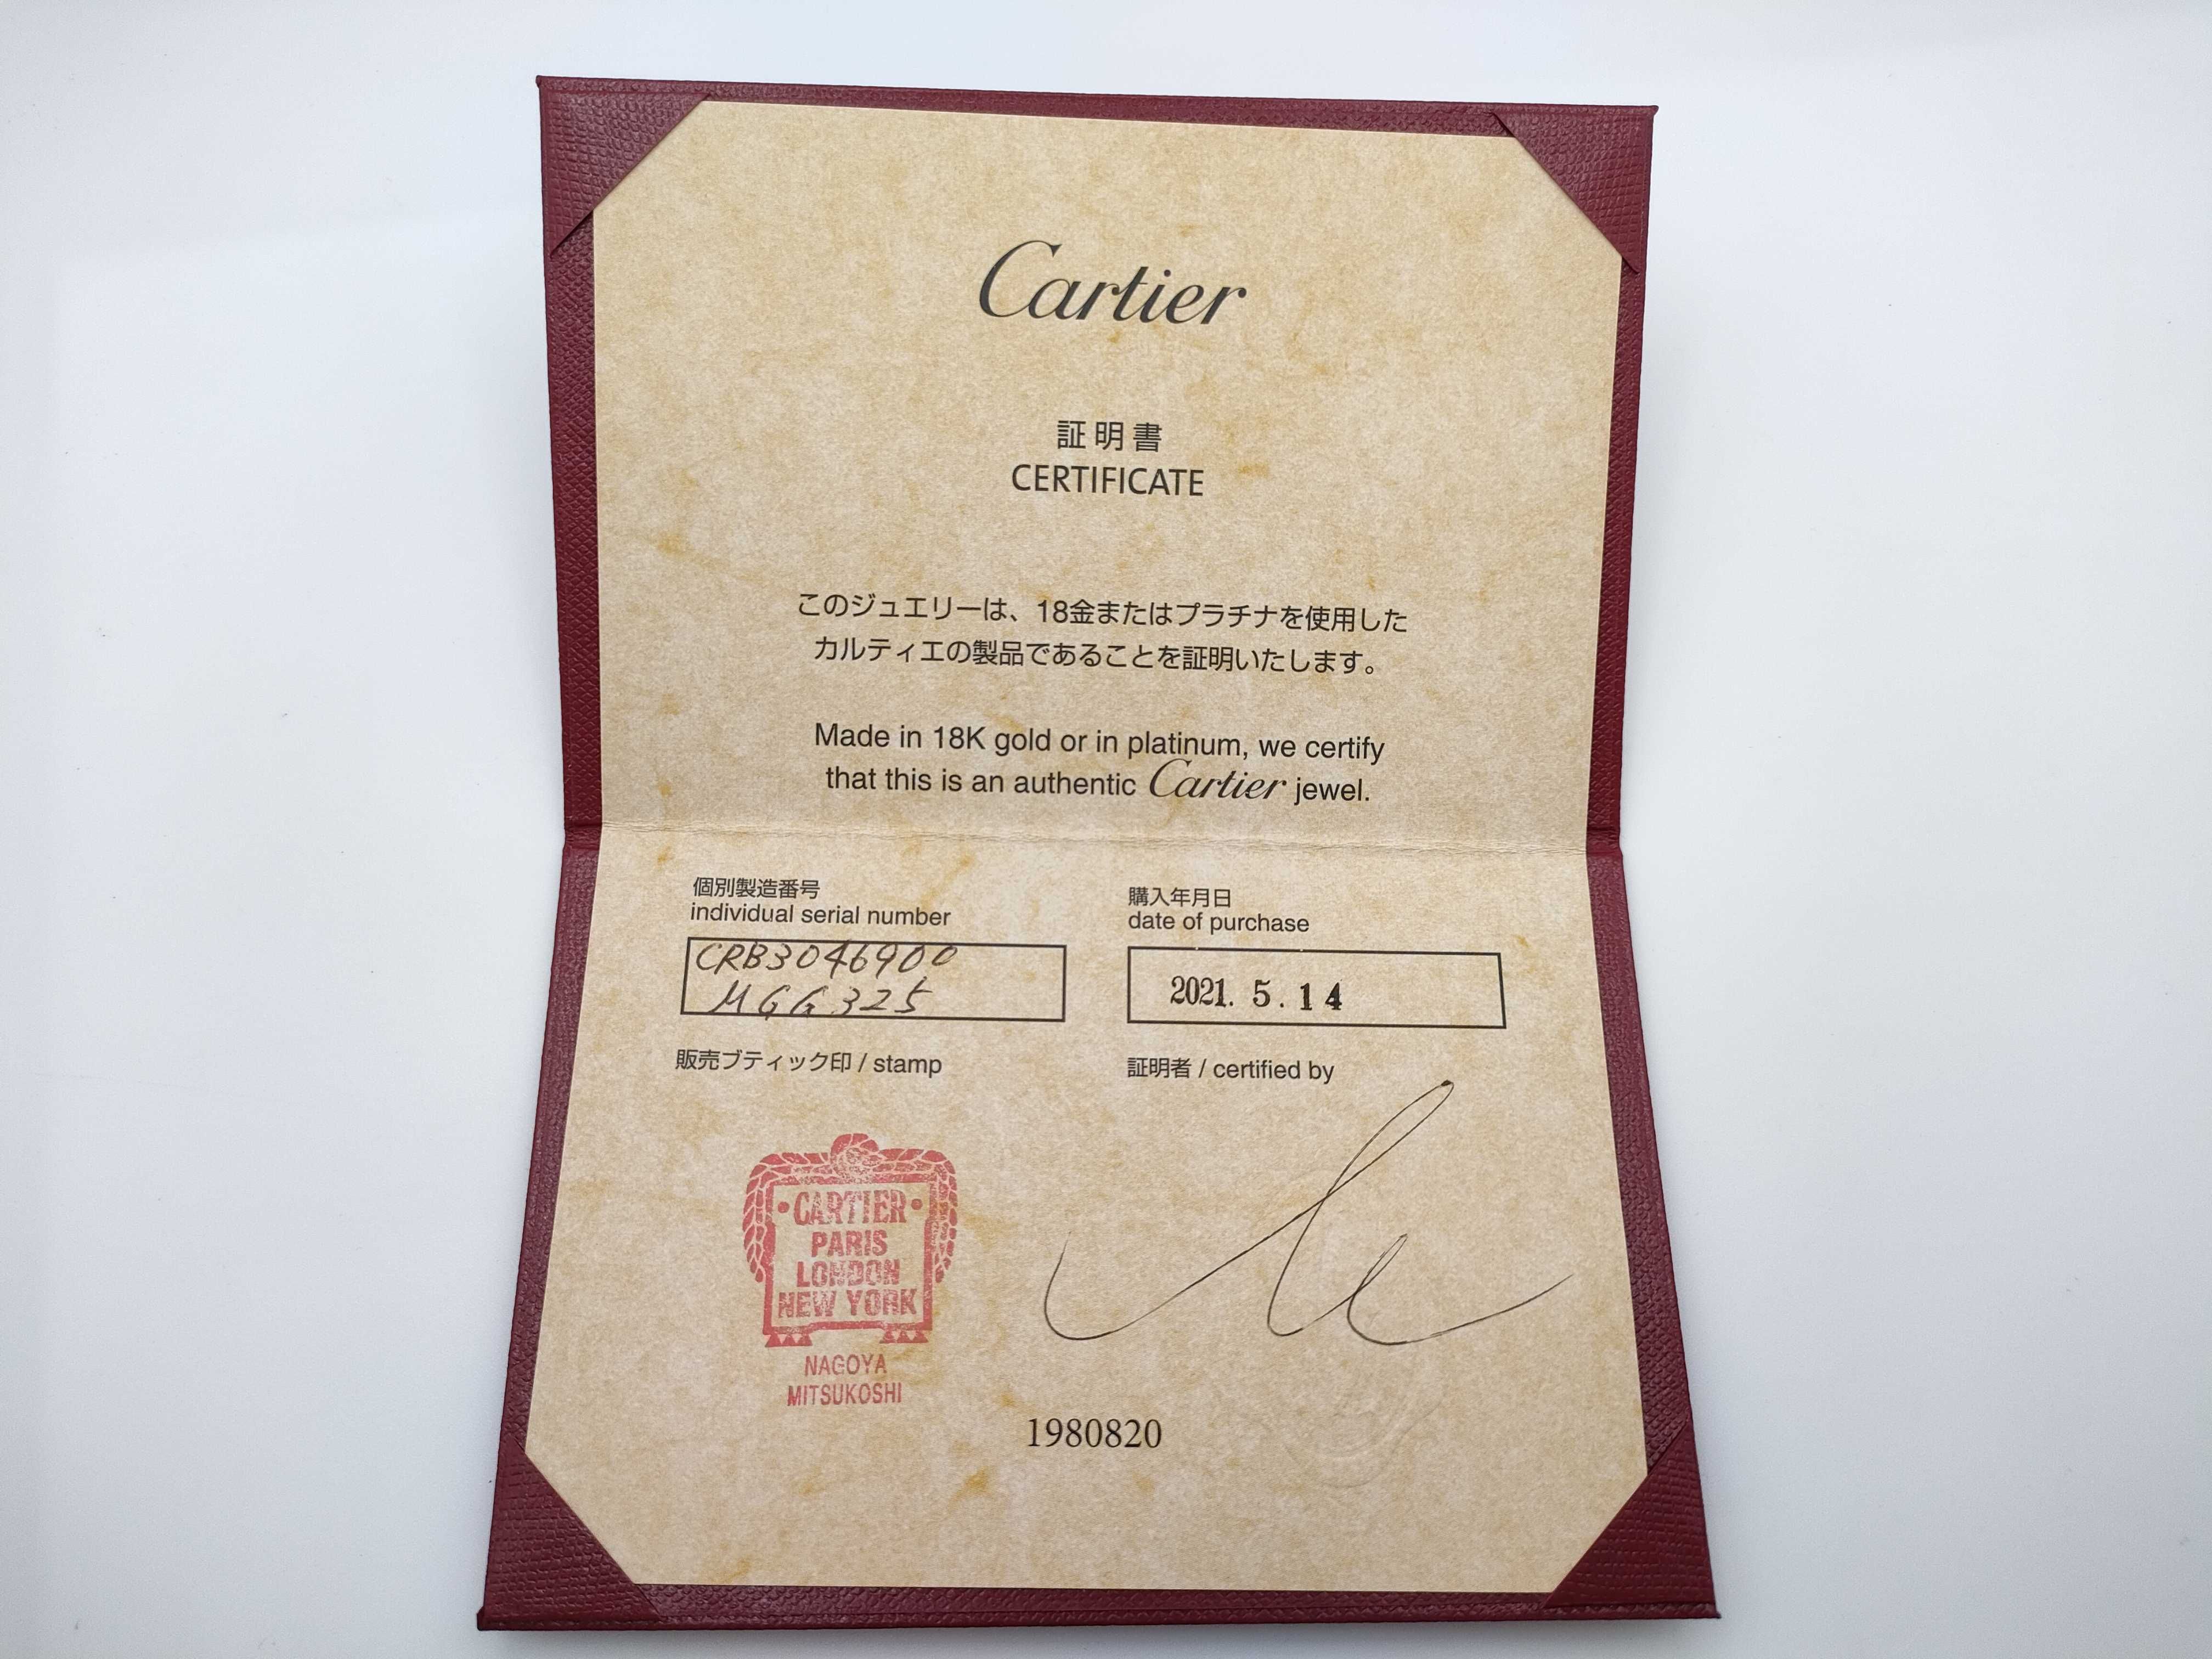 Cartier
証明書
CERTIFICATE
このジュエリーは、18金またはプラチナを使用した
カルティエの製品であることを証明いたします。
Made in 18K gold or in platinum, we certify
that this is an authentic Cartier jewel.
個別製造番号
individual serial number
CRB3046900
MGG325
購入年月日
date of purchase
2021. 5. 14
販売ブティック印 / stamp
・CARTIER・
PARIS
LONDON
NEW YORK
NAGOYA
MITSUKOSHI
証明者 / certified by
1980820